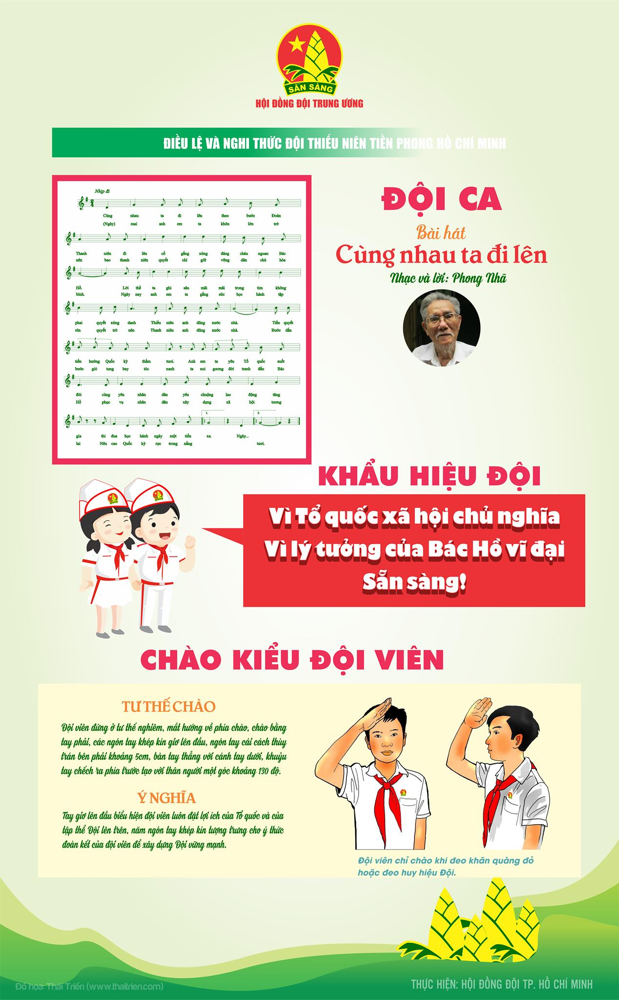 SẴN SÀNG
HỘI ĐỒNG ĐỘI TRUNG ƯƠNG
ĐIỀU LỆ VÀ NGHI THỨC ĐỘI THIẾU NIÊN TIỀN PHONG HỒ CHÍ MINH
Nhịp đi
Cùng nhau ta đi lên theo bước Đoàn
(Ngày) mai anh em ta khôn lớn trở
Thanh niên đi lên cố gắng xứng đáng cháu ngoan Bác
nên bao thanh niên quyết chí giữ vững dân chủ hòa
Hồ. Lời thề ta ghi sâu mãi mãi trong tim không
bình. Ngày nay anh em ta gắng sức học hành tập
phai quyết xứng danh Thiếu niên anh dũng nước nhà. Tiến quyết
rèn quyết trở nên Thanh niên anh dũng nước nhà. Bước dẫn
3 3
tiến hướng Quốc kỳ thắm tươi. Anh em ta yêu Tổ quốc suốt
bước gió tung bay tóc xanh ta noi gương đời tranh đấu Bác
đời cùng yêu nhân dân yêu chuộng lao động tăng
Hồ phục vụ nhân dân xây dựng xã hội tương
1. 2.
gia thi đua học hành ngày một tiến xa. Ngày...
lai Nêu cao Quốc kỳ rực trong nắng tươi.
ĐỘI CA
Bài hát
Cùng nhau ta đi lên
Nhạc và lời: Phong Nhã
KHẨU HIỆU ĐỘI
Vì Tổ quốc xã hội chủ nghĩa
Vì lý tưởng của Bác Hồ vĩ đại
Sẵn sàng!
CHÀO KIỂU ĐỘI VIÊN
TƯ THẾ CHÀO
Đội viên đứng ở tư thế nghiêm, mắt hướng về phía chào, chào bằng
tay phải, các ngón tay khép kín giơ lên đầu, ngón tay cái cách thùy
trán bên phải khoảng 5cm, bàn tay thẳng với cánh tay dưới, khuỷu
tay chếch ra phía trước tạo với thân người một góc khoảng 130 độ.
Ý NGHĨA
Tay giơ lên đầu biểu hiện đội viên luôn đặt lợi ích của Tổ quốc và của
tập thể Đội lên trên, năm ngón tay khép kín tượng trưng cho ý thức
đoàn kết của đội viên để xây dựng Đội vững mạnh.
Đội viên chỉ chào khi đeo khăn quàng đỏ
hoặc đeo huy hiệu Đội.
Đồ họa: Thái Triển (www.thaitrien.com)
THỰC HIỆN: HỘI ĐỒNG ĐỘI TP. HỒ CHÍ MINH